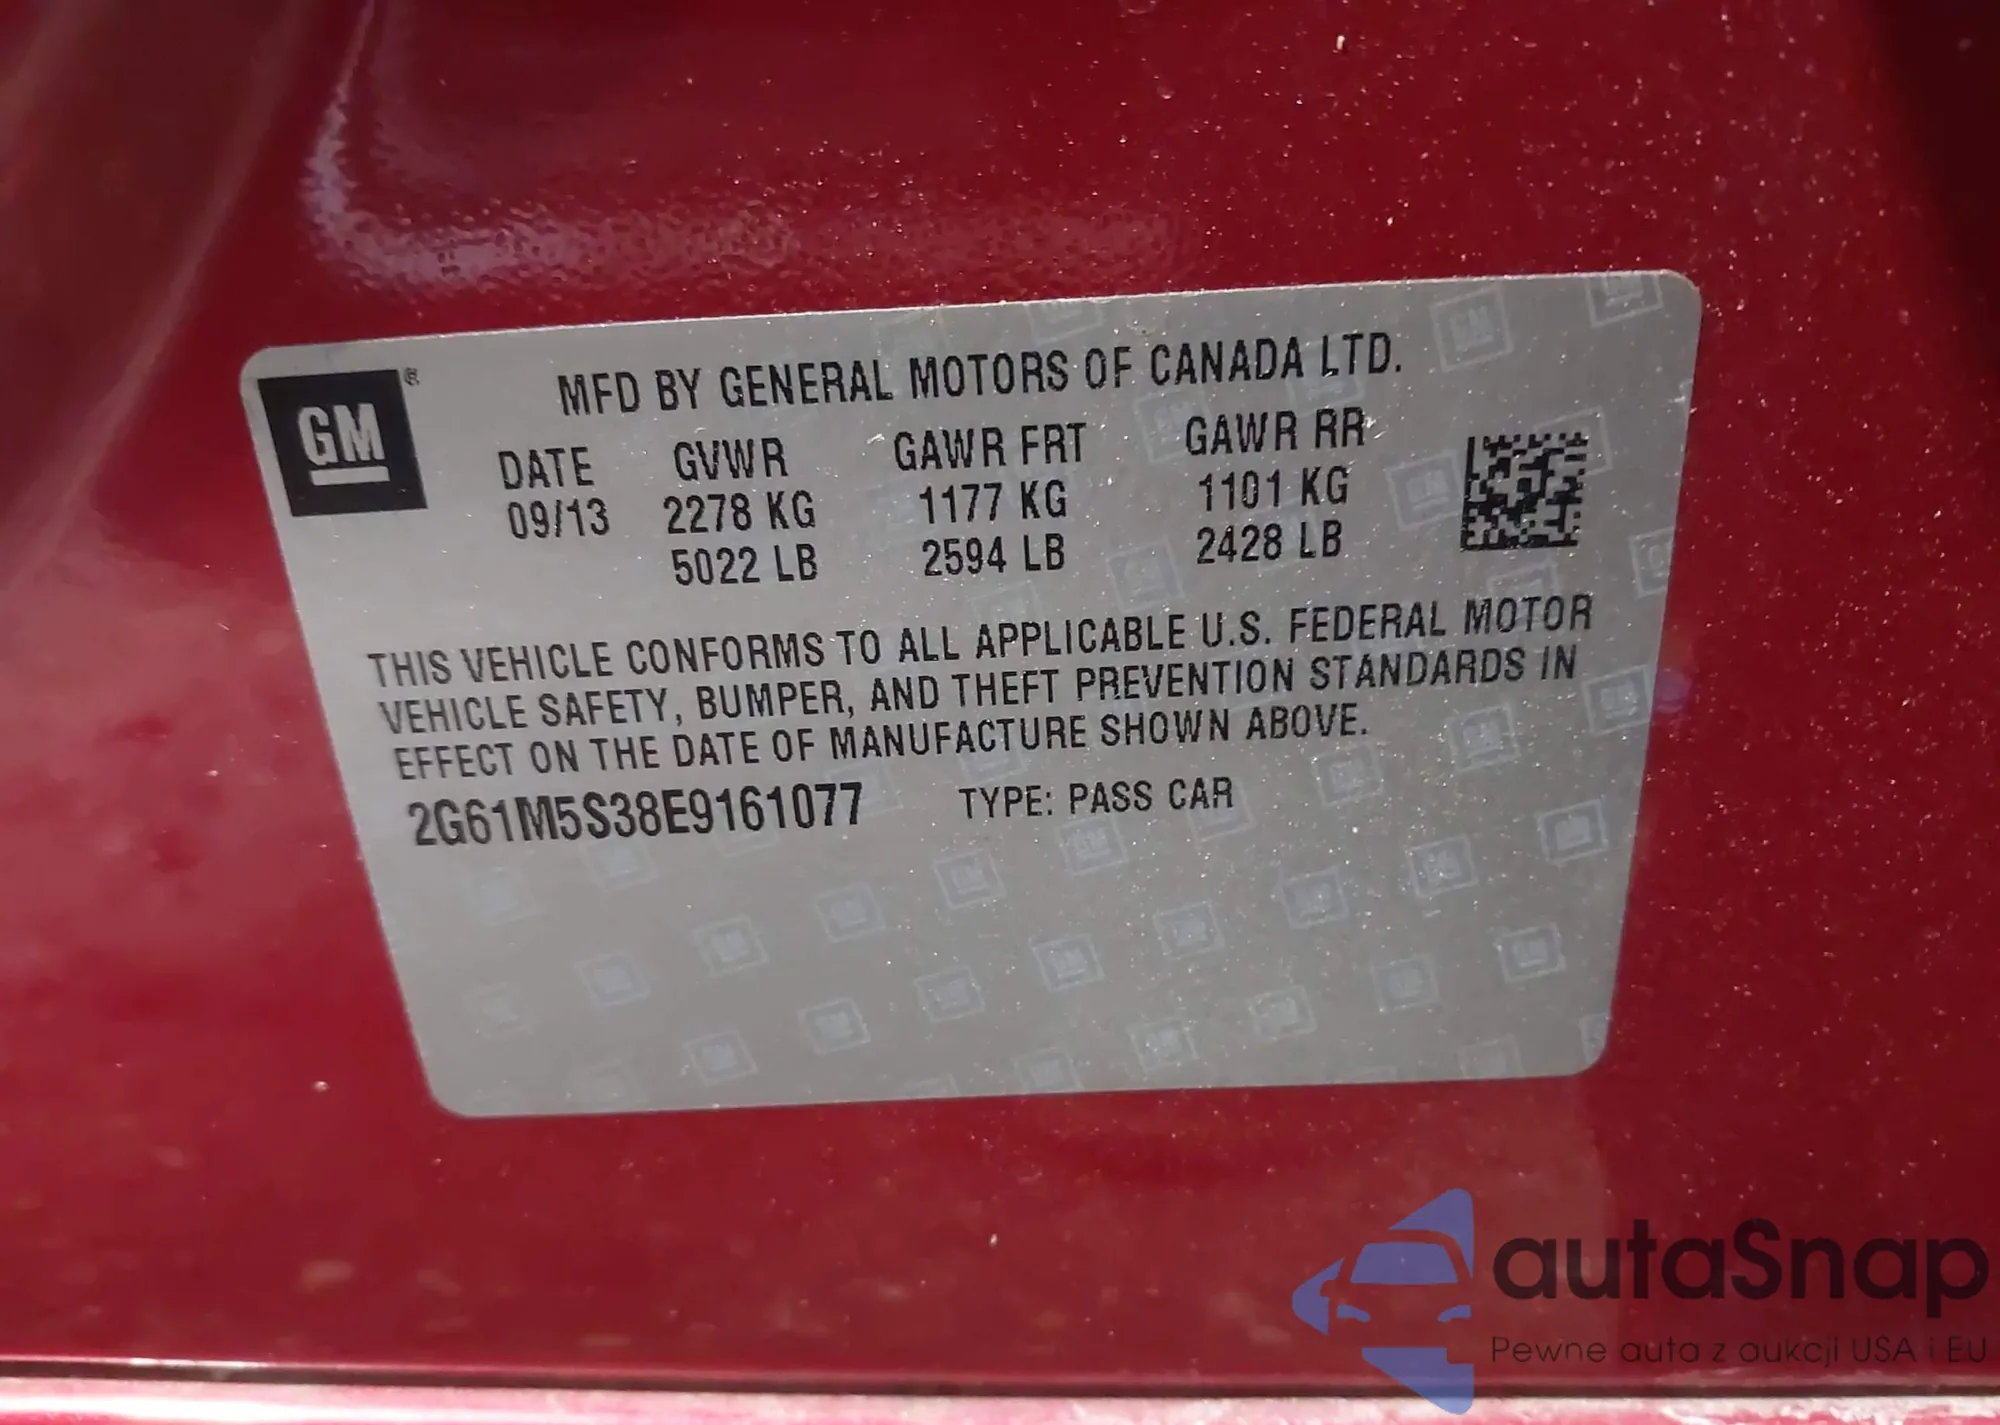 GM®
MFD BY GENERAL MOTORS OF CANADA LTD.
DATE GVWR GAWR FRT GAWR RR
09/13 2278 KG 1177 KG 1101 KG
5022 LB 2594 LB 2428 LB
THIS VEHICLE CONFORMS TO ALL APPLICABLE U.S. FEDERAL MOTOR
VEHICLE SAFETY, BUMPER, AND THEFT PREVENTION STANDARDS IN
EFFECT ON THE DATE OF MANUFACTURE SHOWN ABOVE.
2G61M5S38E9161077 TYPE: PASS CAR
autaSnap
Pewne auta z aukcji USA i EU